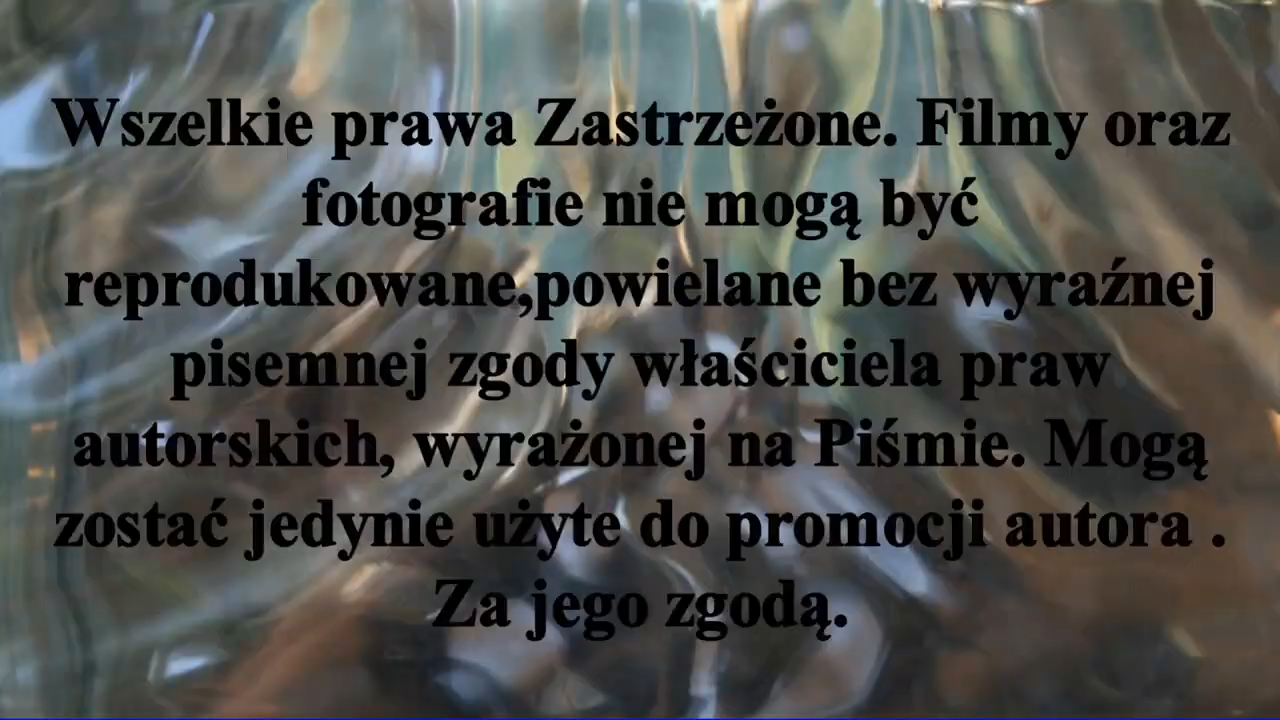 Wszelkie prawa Zastrzeżone. Filmy oraz
fotografie nie mogą być
reprodukowane,powielane bez wyraźnej
pisemnej zgody właściciela praw
autorskich, wyrażonej na Piśmie. Mogą
zostać jedynie użyte do promocji autora .
Za jego zgodą.